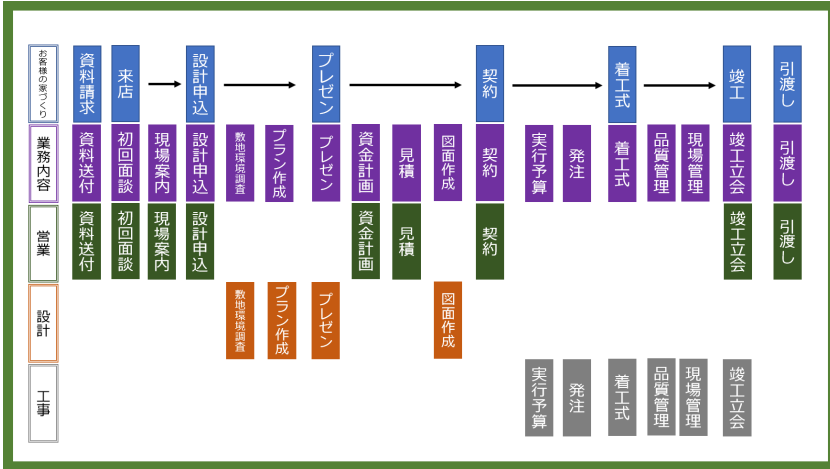 お客様の家づくり
資料請求
来店
設計申込
プレゼン
契約
着工式
竣工
引渡し
業務内容
資料送付
初回面談
現場案内
設計申込
敷地環境調査
プラン作成
プレゼン
資金計画
見積
図面作成
契約
実行予算
発注
着工式
品質管理
現場管理
竣工立会
引渡し
営業
資料送付
初回面談
現場案内
設計申込
資金計画
見積
契約
竣工立会
引渡し
設計
敷地環境調査
プラン作成
プレゼン
図面作成
工事
実行予算
発注
着工式
品質管理
現場管理
竣工立会